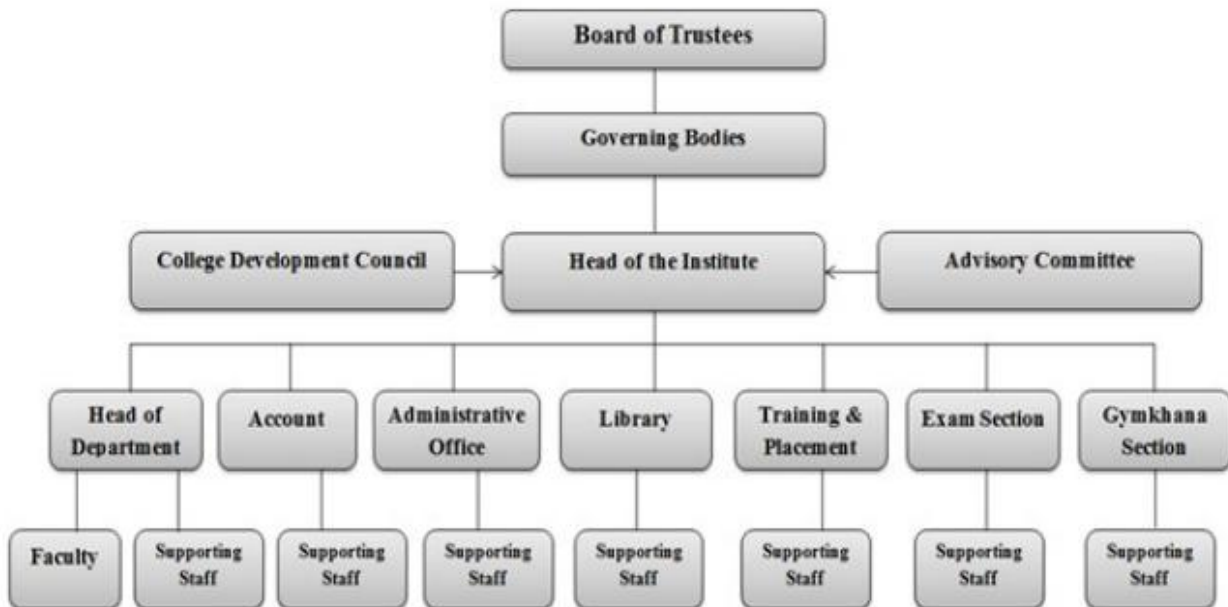 Board of Trustees
Governing Bodies
College Development Council
Head of the Institute
Advisory Committee
Head of
Department
Account
Administrative
Office
Library
Training &
Placement
Exam Section
Gymkhana
Section
Faculty
Supporting
Staff
Supporting
Staff
Supporting
Staff
Supporting
Staff
Supporting
Staff
Supporting
Staff
Supporting
Staff